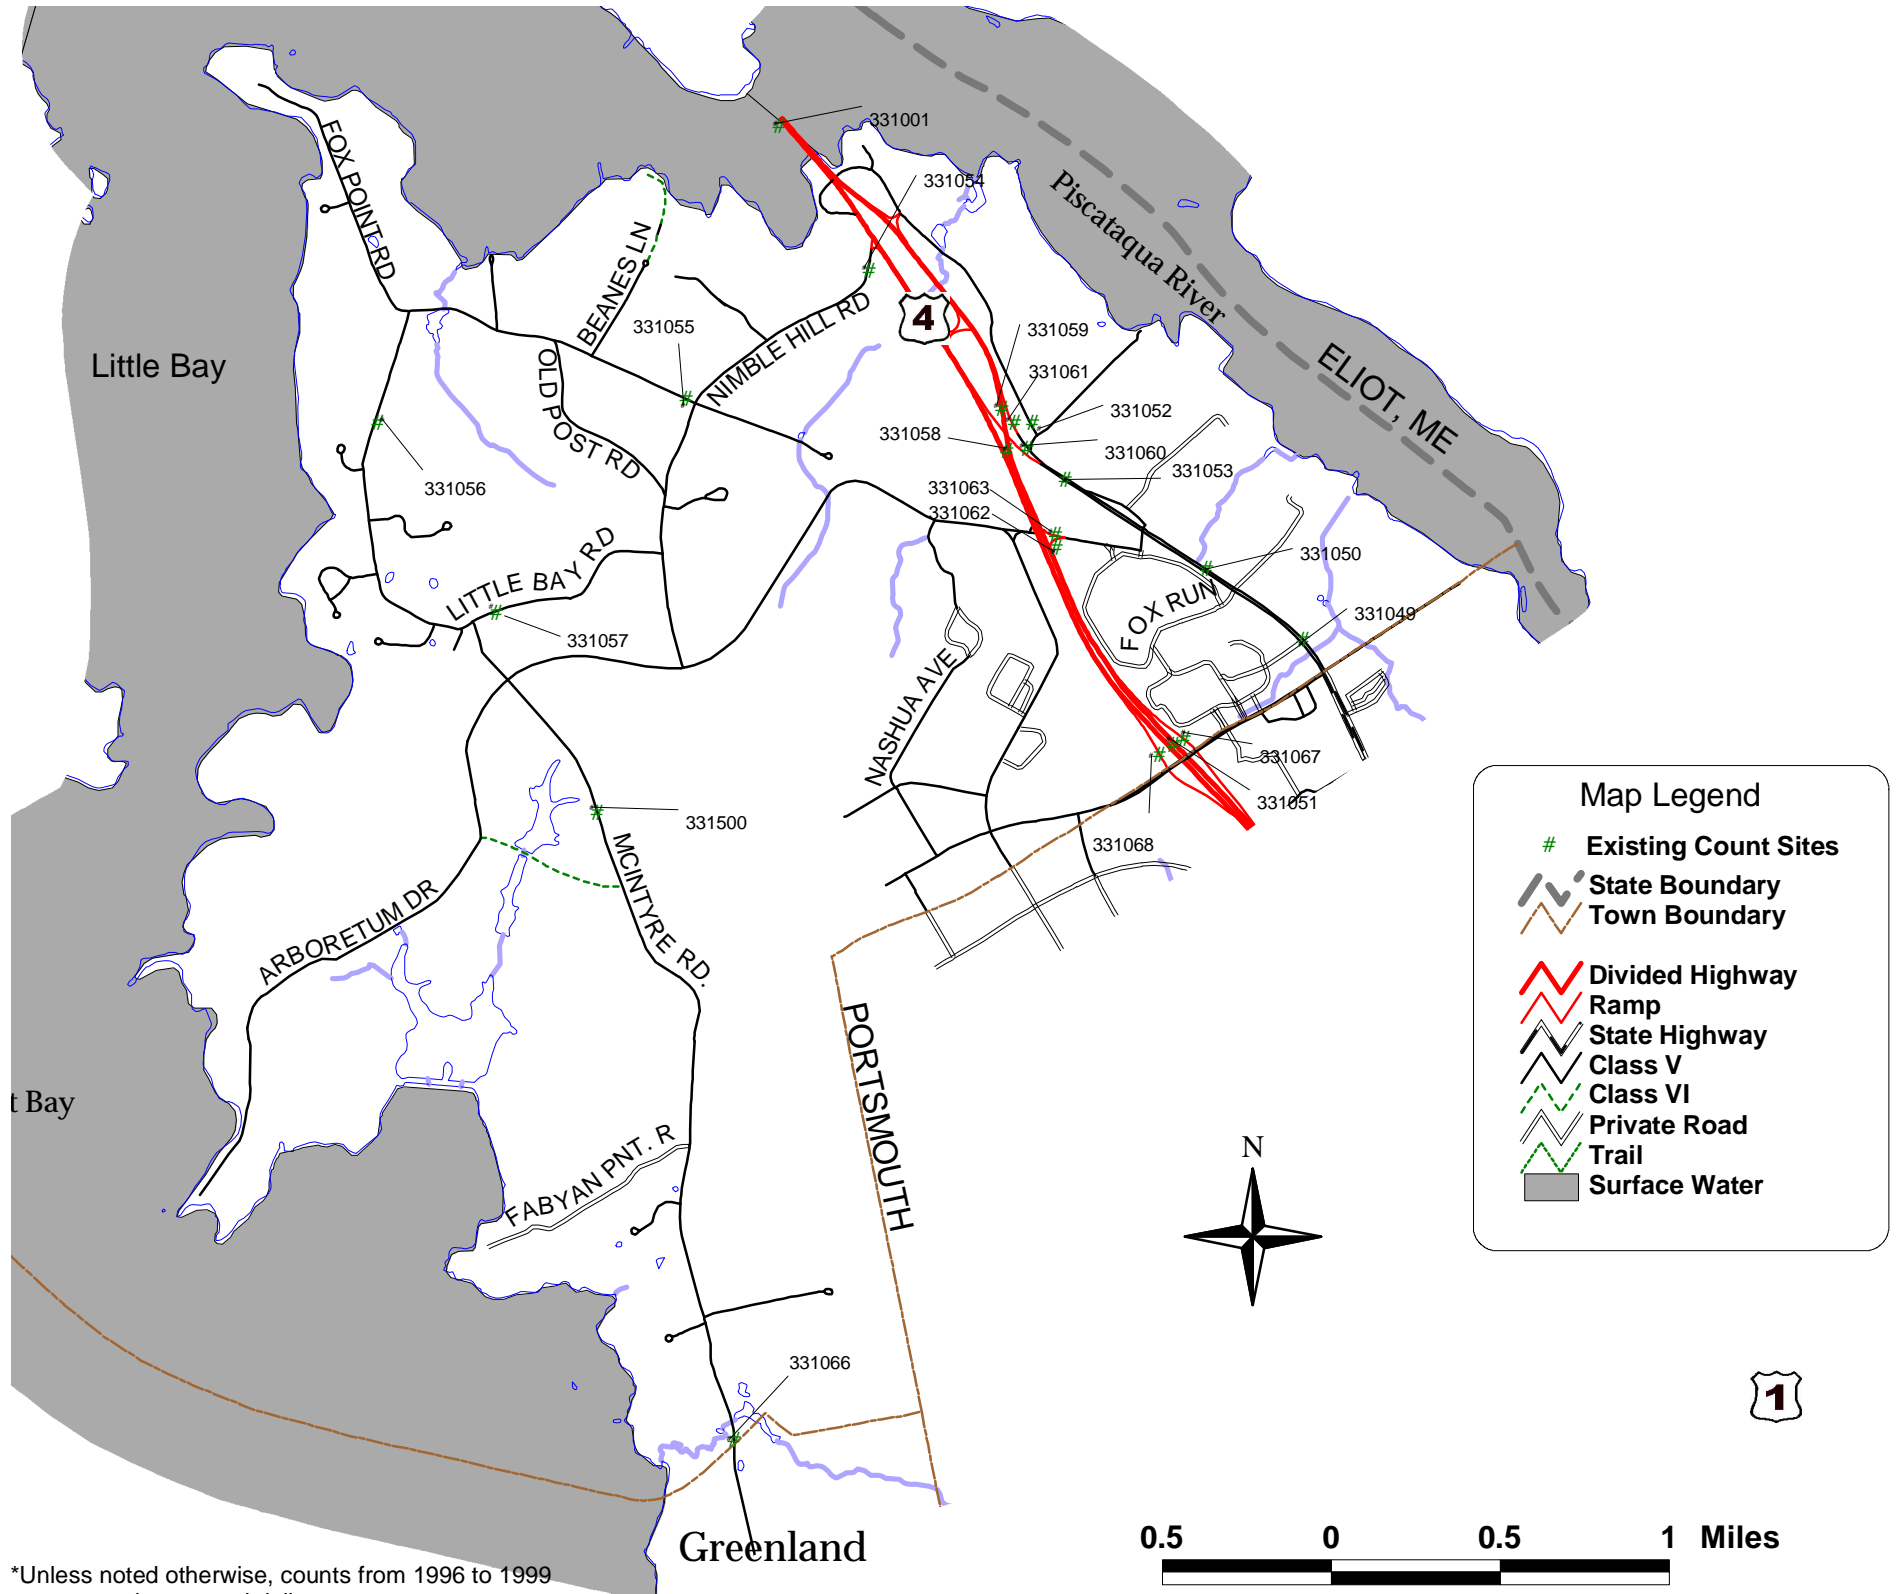 331001
331054
FOX POINT RD
Piscataqua River
BEANES LN
331055
NIMBLE HILL RD
4
331059
Little Bay
331061
ELIOT, ME
OLD POST RD
331052
331058
331060
331053
331056
331063
331062
331050
LITTLE BAY RD
FOX RUN
331049
331057
NASHUA AVE
331067
331051
331500
331068
MCINTYRE RD.
ARBORETUM DR
PORTSMOUTH
t Bay
FABYAN PNT. R
N
331066
Greenland
1
Map Legend
# Existing Count Sites
State Boundary
Town Boundary
Divided Highway
Ramp
State Highway
Class V
Class VI
Private Road
Trail
Surface Water
0.5 0 0.5 1 Miles
*Unless noted otherwise, counts from 1996 to 1999